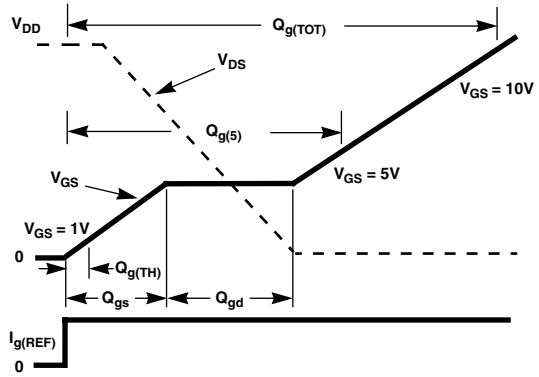 V_DD
Q_g(TOT)
V_DS
V_GS = 10V
Q_g(5)
V_GS
V_GS = 5V
V_GS = 1V
0
Q_g(TH)
Q_gs
Q_gd
I_g(REF)
0